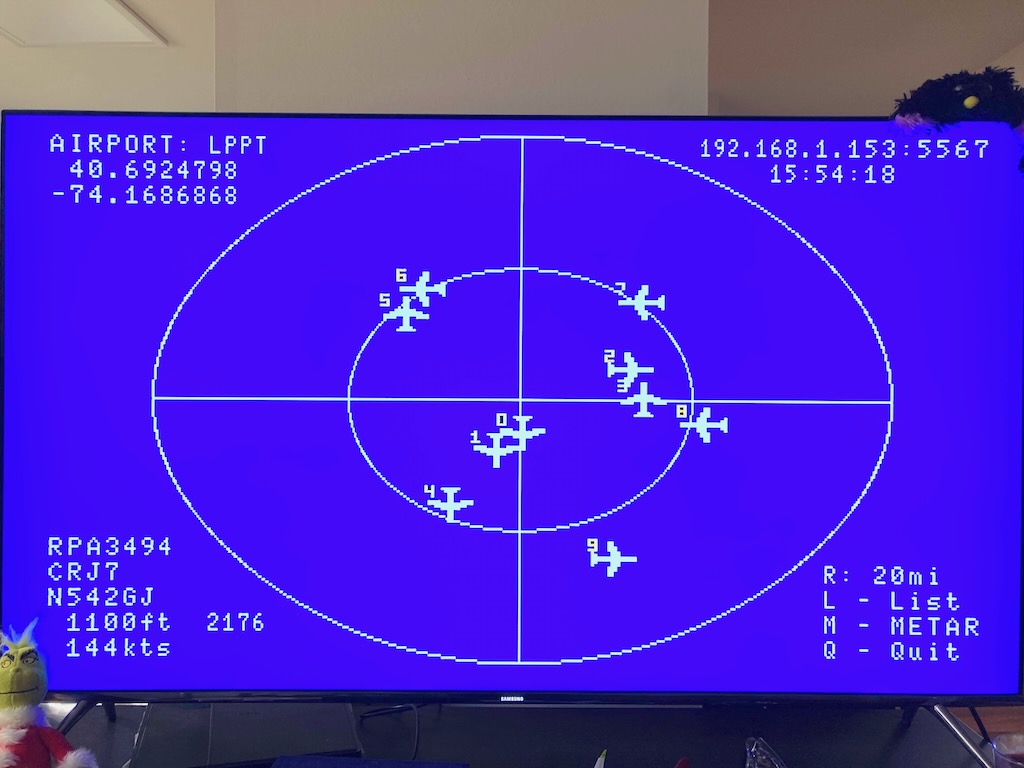 AIRPORT: LPPT
40.6924798
-74.1686868
192.168.1.153:5567
15:54:18
6
5
7
2
3
8
0
1
4
9
RPA3494
CRJ7
N542GJ
1100ft 2176
144kts
R: 20mi
L - List
M - METAR
Q - Quit
SAMSUNG